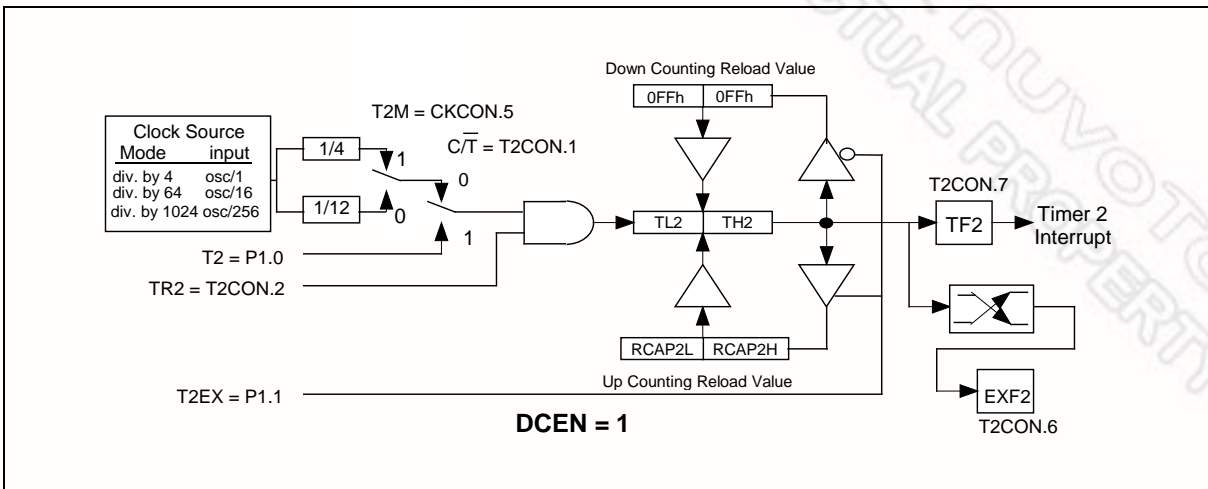 Down Counting Reload Value
0FFh 0FFh
T2M = CKCON.5
C/T̅ = T2CON.1
Clock Source
Mode input
div. by 4 osc/1
div. by 64 osc/16
div. by 1024 osc/256
1/4
1
0
1/12
0
1
T2CON.7
TL2 TH2
TF2
Timer 2
Interrupt
T2 = P1.0
TR2 = T2CON.2
RCAP2L RCAP2H
Up Counting Reload Value
T2EX = P1.1
EXF2
T2CON.6
DCEN = 1
nuvoTo
CTUAL PROPERTY